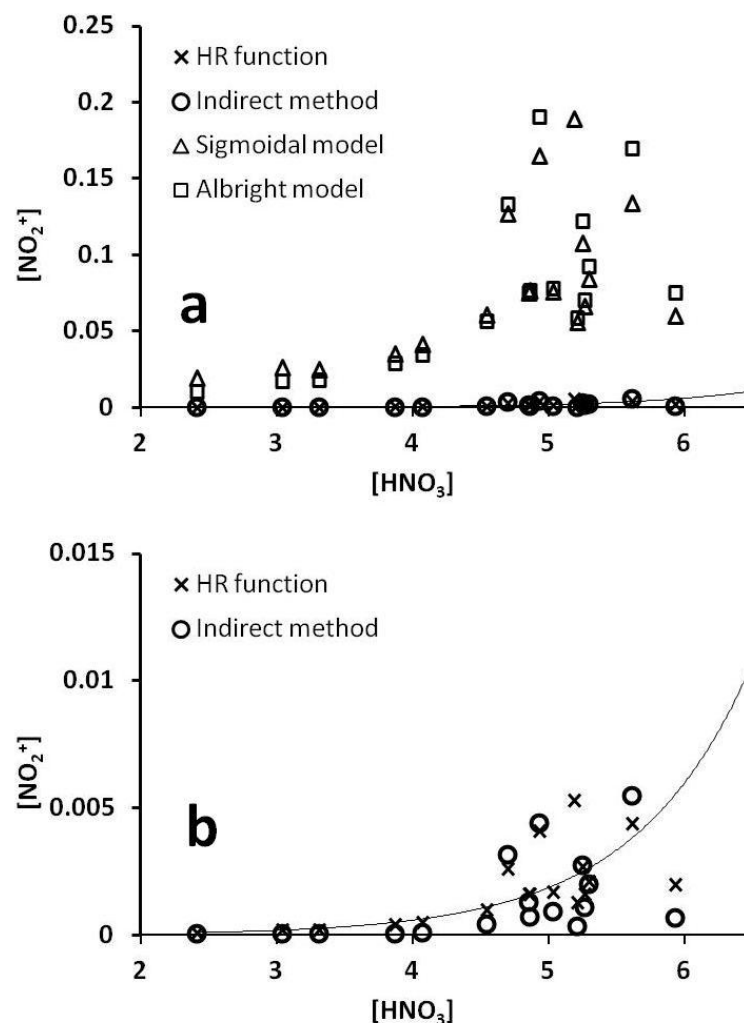 0.25
× HR function
0.2
○ Indirect method
△ Sigmoidal model
0.15
□ Albright model
[NO₂⁺]
0.1
a
0.05
0
2 3 4 5 6
[HNO₃]
0.015
× HR function
○ Indirect method
0.01
[NO₂⁺]
0.005
b
0
2 3 4 5 6
[HNO₃]